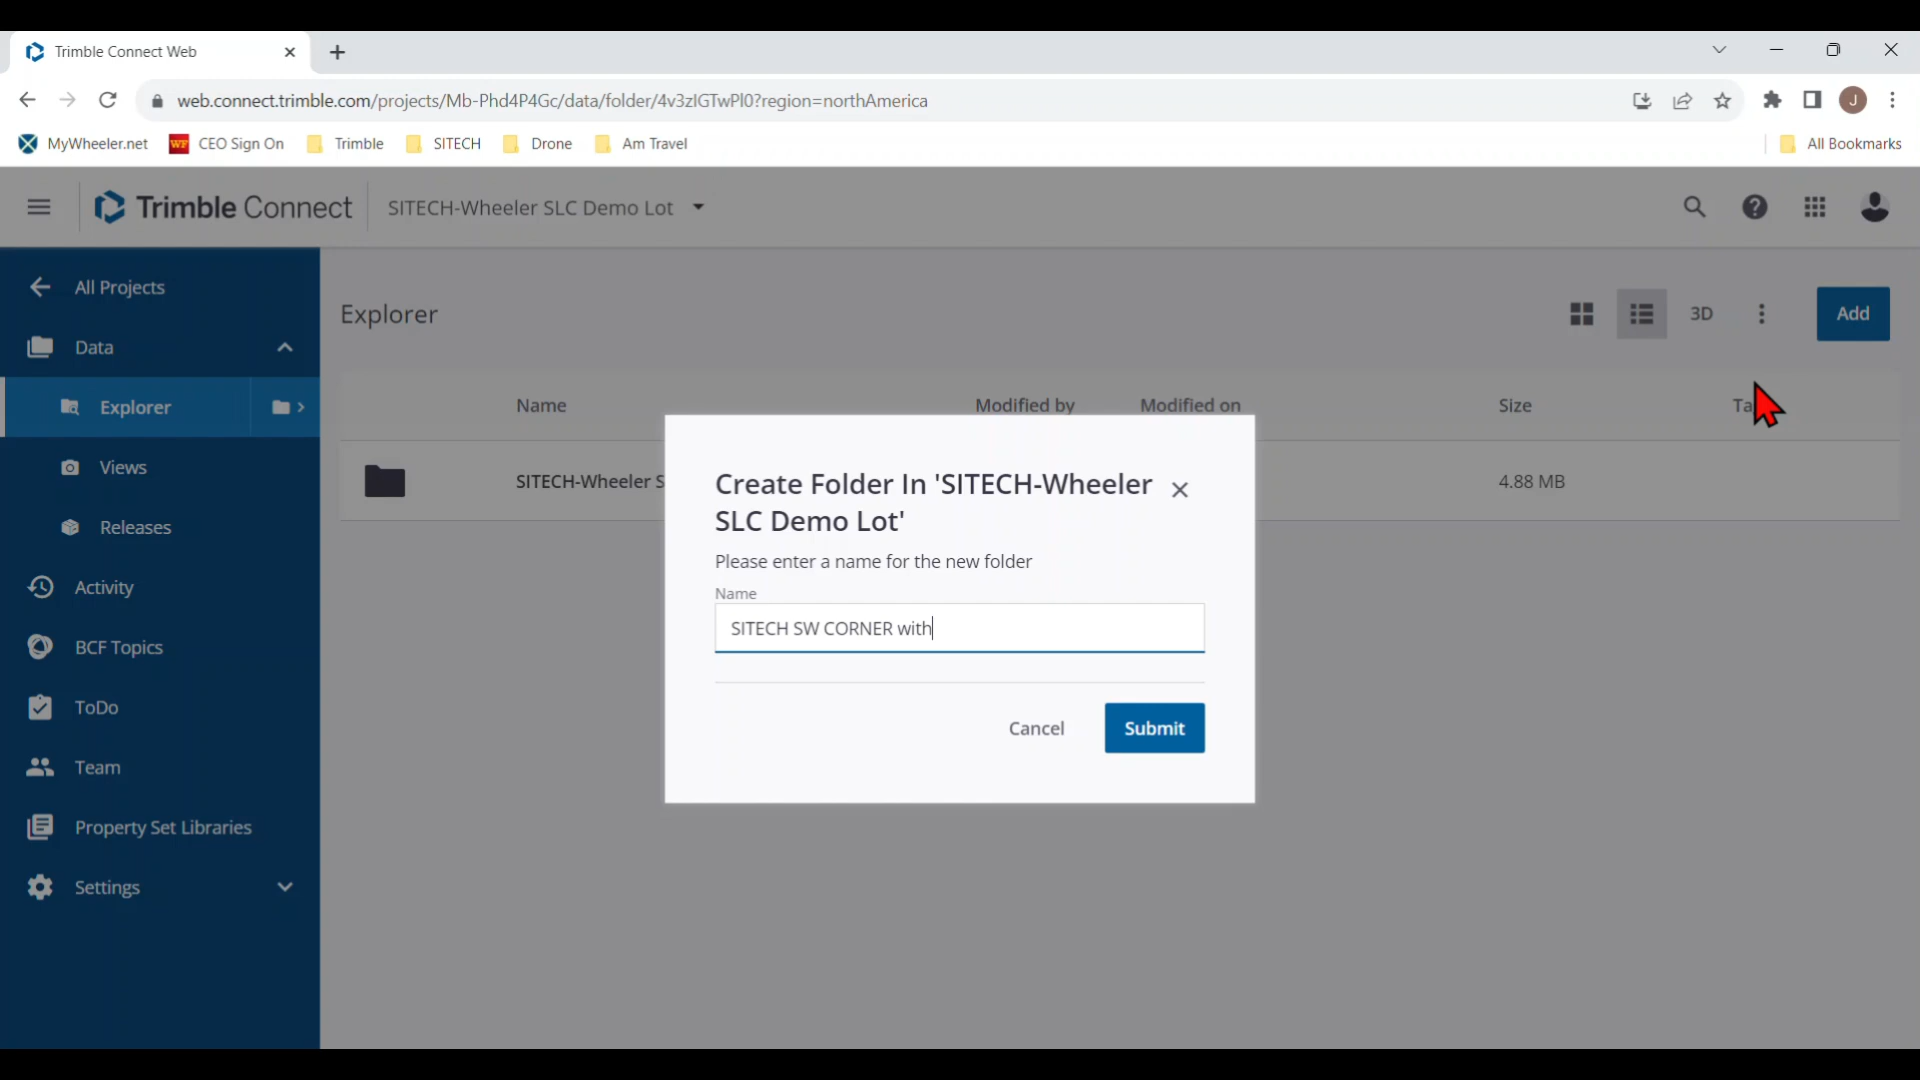 Trimble Connect Web
web.connect.trimble.com/projects/Mb-Phd4P4Gc/data/folder/4v3zIGTwPl0?region=northAmerica
J
MyWheeler.net
WF
CEO Sign On
Trimble
SITECH
Drone
Am Travel
All Bookmarks
Trimble Connect
SITECH-Wheeler SLC Demo Lot
All Projects
Data
Explorer
Views
Releases
Activity
BCF Topics
ToDo
Team
Property Set Libraries
Settings
Explorer
3D
Add
Name Modified by Modified on Size
SITECH-Wheeler 4.88 MB
Create Folder In 'SITECH-Wheeler
SLC Demo Lot'
Please enter a name for the new folder
Name
SITECH SW CORNER with
Cancel
Submit